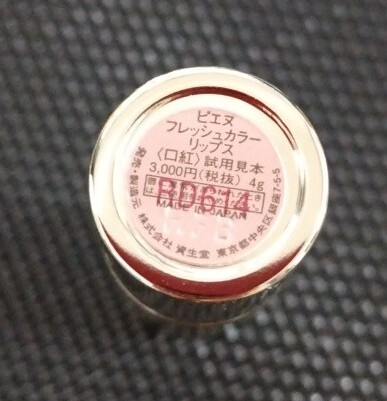 ピエヌ
フレッシュカラー
リップス
〈口紅〉試用見本
3,000円(税抜) 4g
RD614
MADE IN JAPAN
発売・製造元 株式会社 資生堂 東京都中央区銀座7-5-5